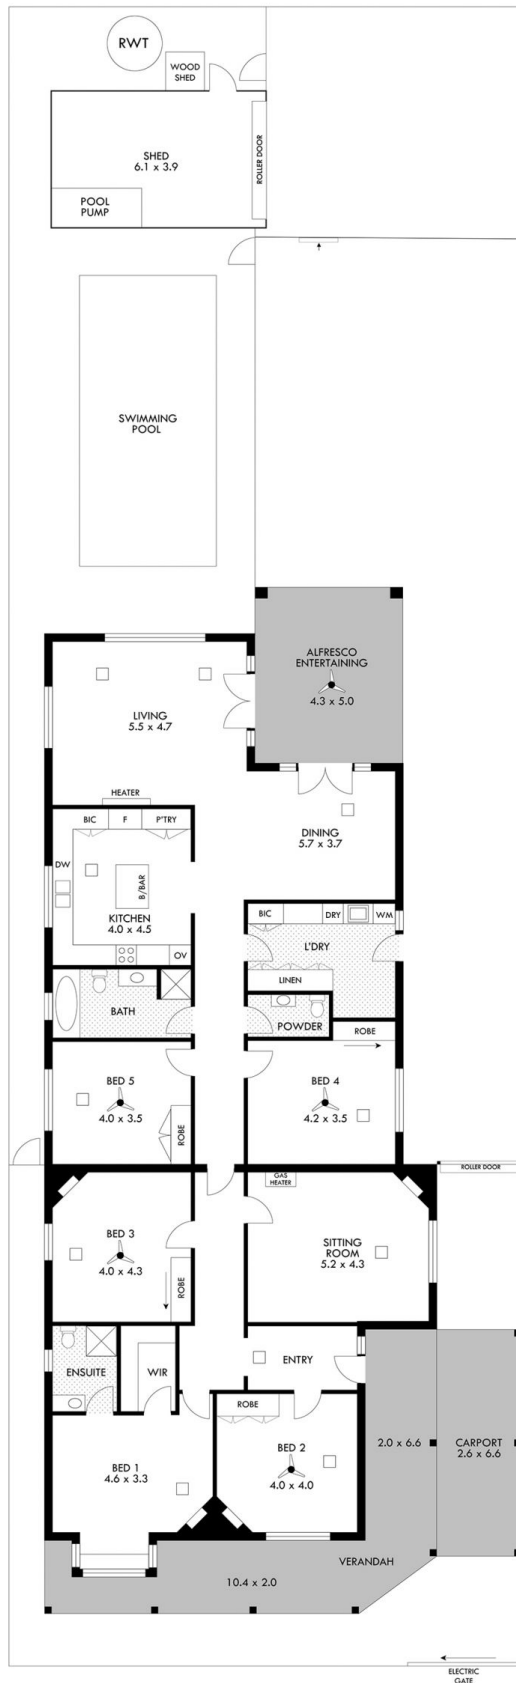 RWT
WOOD
SHED
SHED
6.1 x 3.9
ROLLER DOOR
POOL
PUMP
SWIMMING
POOL
ALFRESCO
ENTERTAINING
4.3 x 5.0
LIVING
5.5 x 4.7
HEATER
DINING
5.7 x 3.7
BIC
F
P'TRY
DW
B/BAR
KITCHEN
4.0 x 4.5
OV
BIC
DRY
WM
L'DRY
LINEN
BATH
POWDER
ROBE
BED 5
4.0 x 3.5
ROBE
BED 4
4.2 x 3.5
ROLLER DOOR
GAS
HEATER
BED 3
4.0 x 4.3
ROBE
SITTING
ROOM
5.2 x 4.3
ENSUITE
WIR
ENTRY
ROBE
BED 1
4.6 x 3.3
BED 2
4.0 x 4.0
2.0 x 6.6
CARPORT
2.6 x 6.6
VERANDAH
10.4 x 2.0
ELECTRIC
GATE